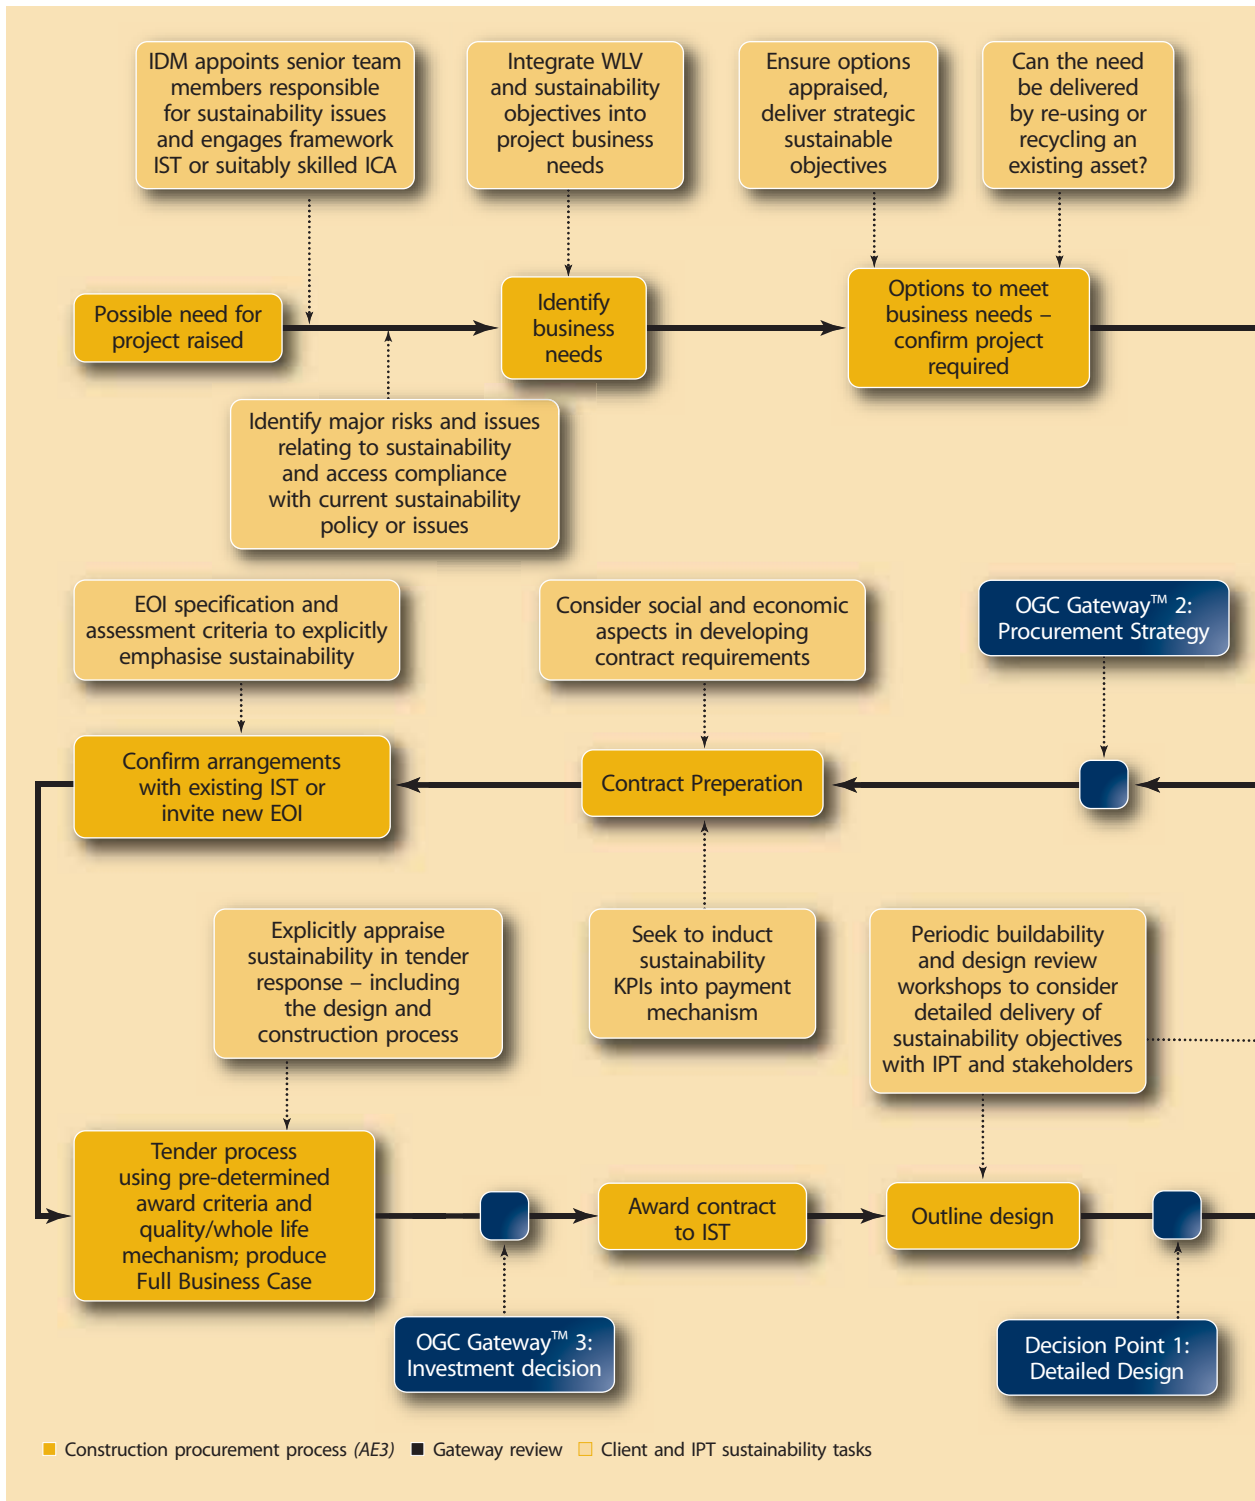 IDM appoints senior team
members responsible
for sustainability issues
and engages framework
IST or suitably skilled ICA
Integrate WLV
and sustainability
objectives into
project business
needs
Ensure options
appraised,
deliver strategic
sustainable
objectives
Can the need
be delivered
by re-using or
recycling an
existing asset?
Possible need for
project raised
Identify
business
needs
Options to meet
business needs –
confirm project
required
Identify major risks and issues
relating to sustainability
and access compliance
with current sustainability
policy or issues
EOI specification and
assessment criteria to explicitly
emphasise sustainability
Consider social and economic
aspects in developing
contract requirements
OGC Gateway™ 2:
Procurement Strategy
Confirm arrangements
with existing IST or
invite new EOI
Contract Preperation
Explicitly appraise
sustainability in tender
response – including
the design and
construction process
Seek to induct
sustainability
KPIs into payment
mechanism
Periodic buildability
and design review
workshops to consider
detailed delivery of
sustainability objectives
with IPT and stakeholders
Tender process
using pre-determined
award criteria and
quality/whole life
mechanism; produce
Full Business Case
Award contract
to IST
Outline design
OGC Gateway™ 3:
Investment decision
Decision Point 1:
Detailed Design
Construction procurement process (AE3) Gateway review Client and IPT sustainability tasks